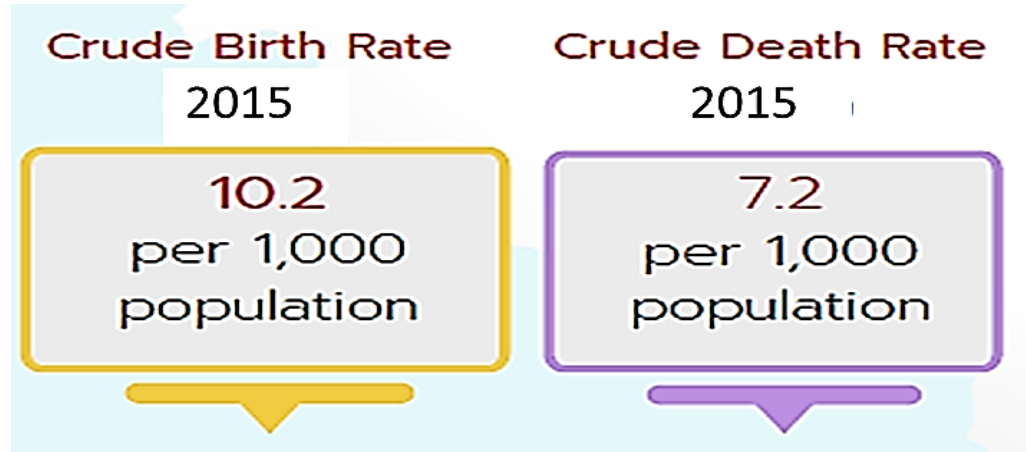 Crude Birth Rate
2015
10.2
per 1,000
population
Crude Death Rate
2015
7.2
per 1,000
population